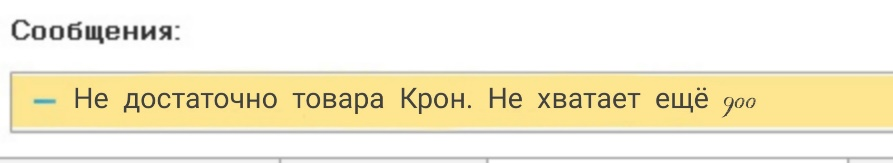 Сообщения:
– Не достаточно товара Крон. Не хватает ещё 900